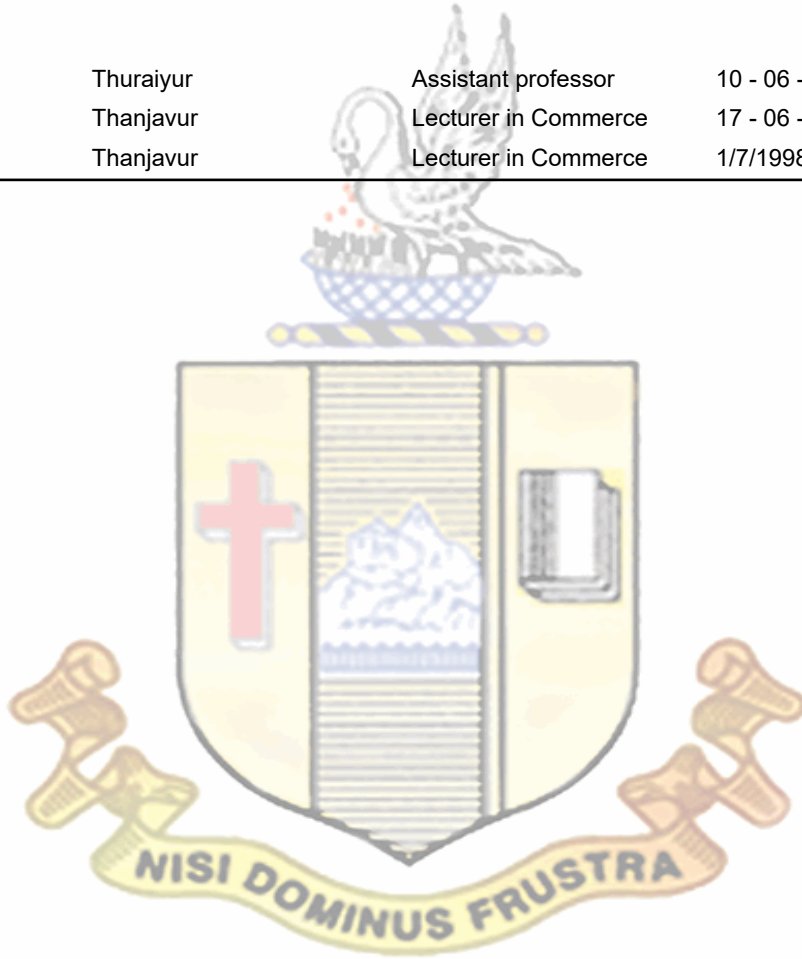 Thuraiyur Assistant professor 10 - 06 -
Thanjavur Lecturer in Commerce 17 - 06 -
Thanjavur Lecturer in Commerce 1/7/1998
NISI DOMINUS FRUSTRA